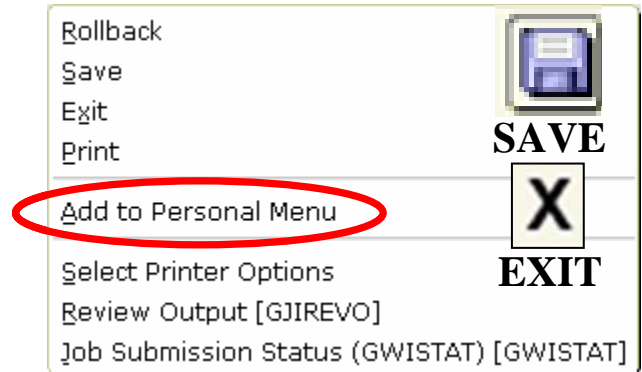 Rollback
Save
Exit
Print
SAVE
Add to Personal Menu
X
EXIT
Select Printer Options
Review Output [GJIREVO]
Job Submission Status (GWISTAT) [GWISTAT]